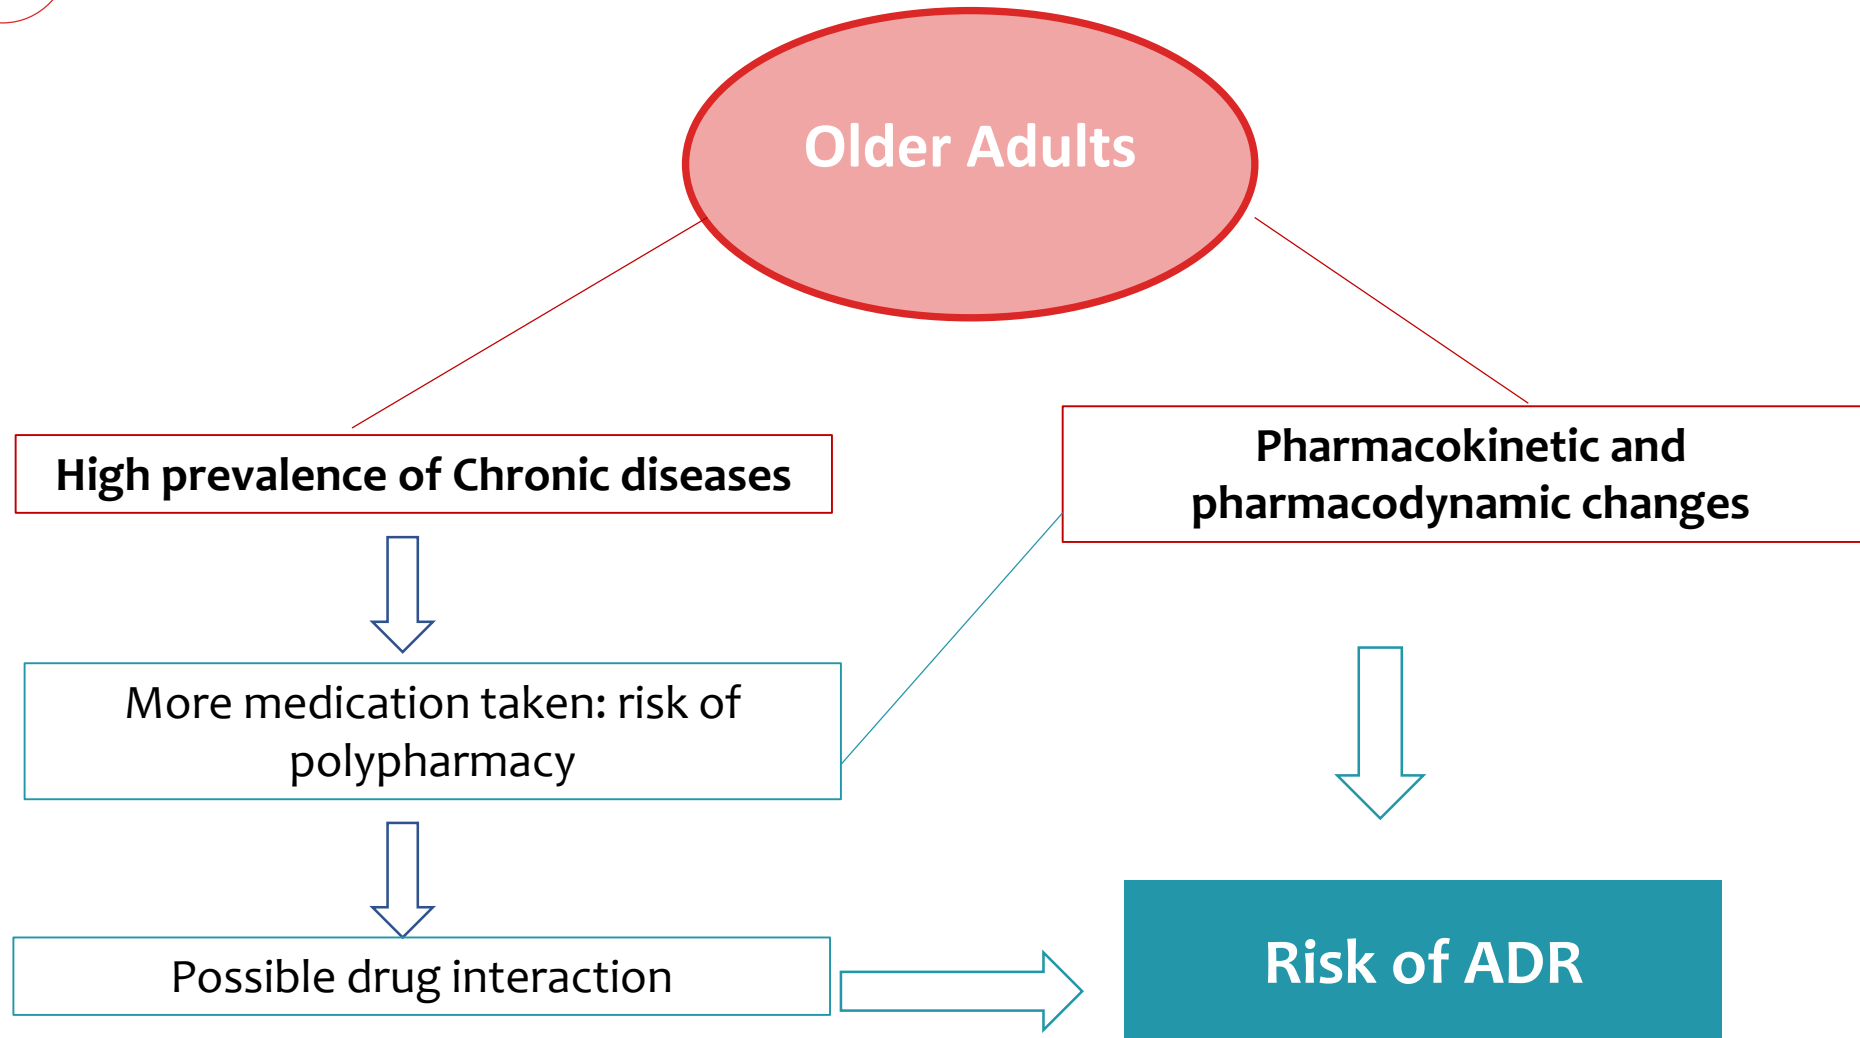 Older Adults
High prevalence of Chronic diseases
Pharmacokinetic and
pharmacodynamic changes
More medication taken: risk of
polypharmacy
Possible drug interaction
Risk of ADR